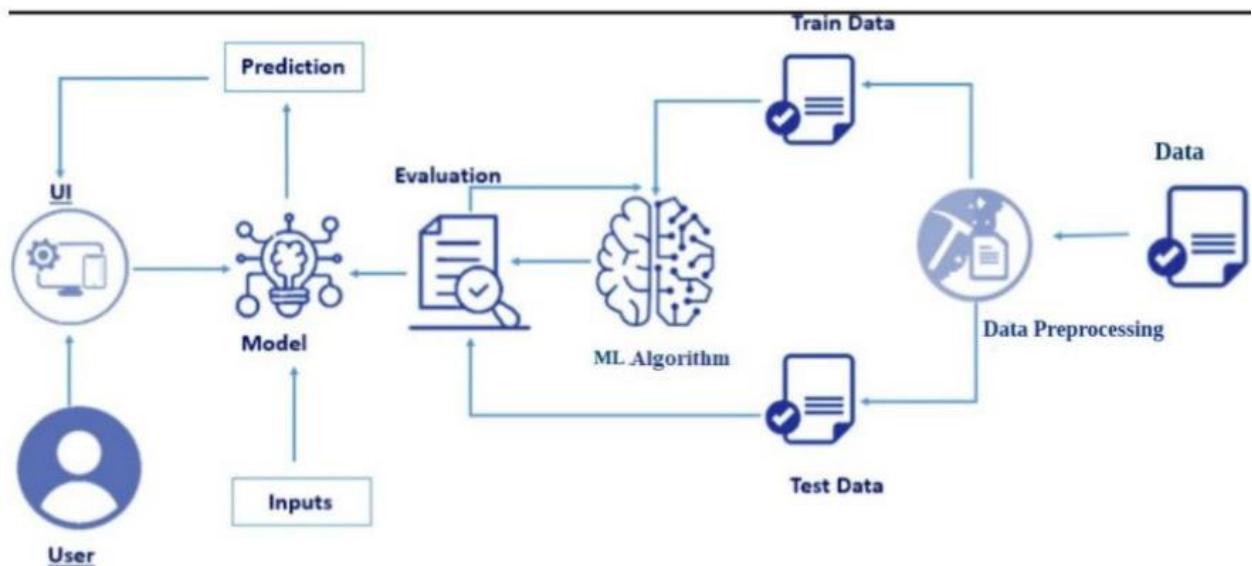 Train Data
Prediction
Data
Evaluation
UI
Data Preprocessing
Model
ML Algorithm
Test Data
Inputs
User